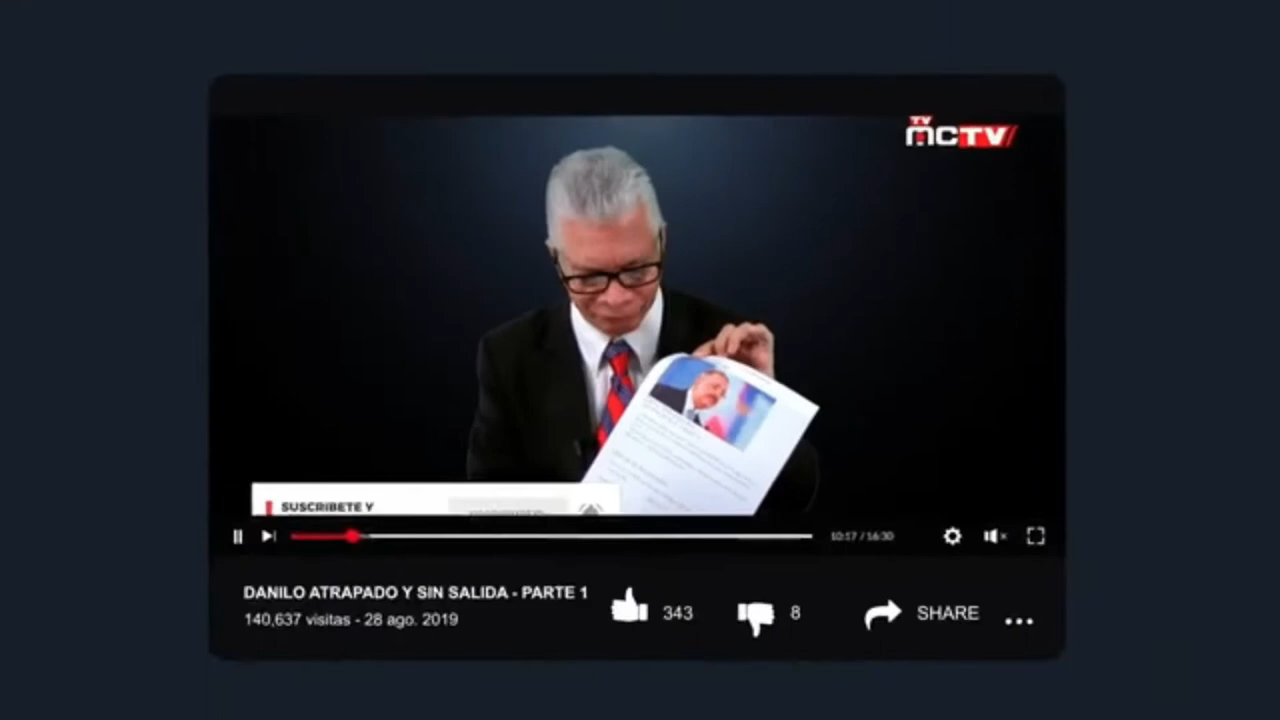 TV
MCTV
SUSCRIBETE Y
10:17 / 16:30
DANILO ATRAPADO Y SIN SALIDA - PARTE 1
343
8
SHARE
140,637 visitas - 28 ago. 2019